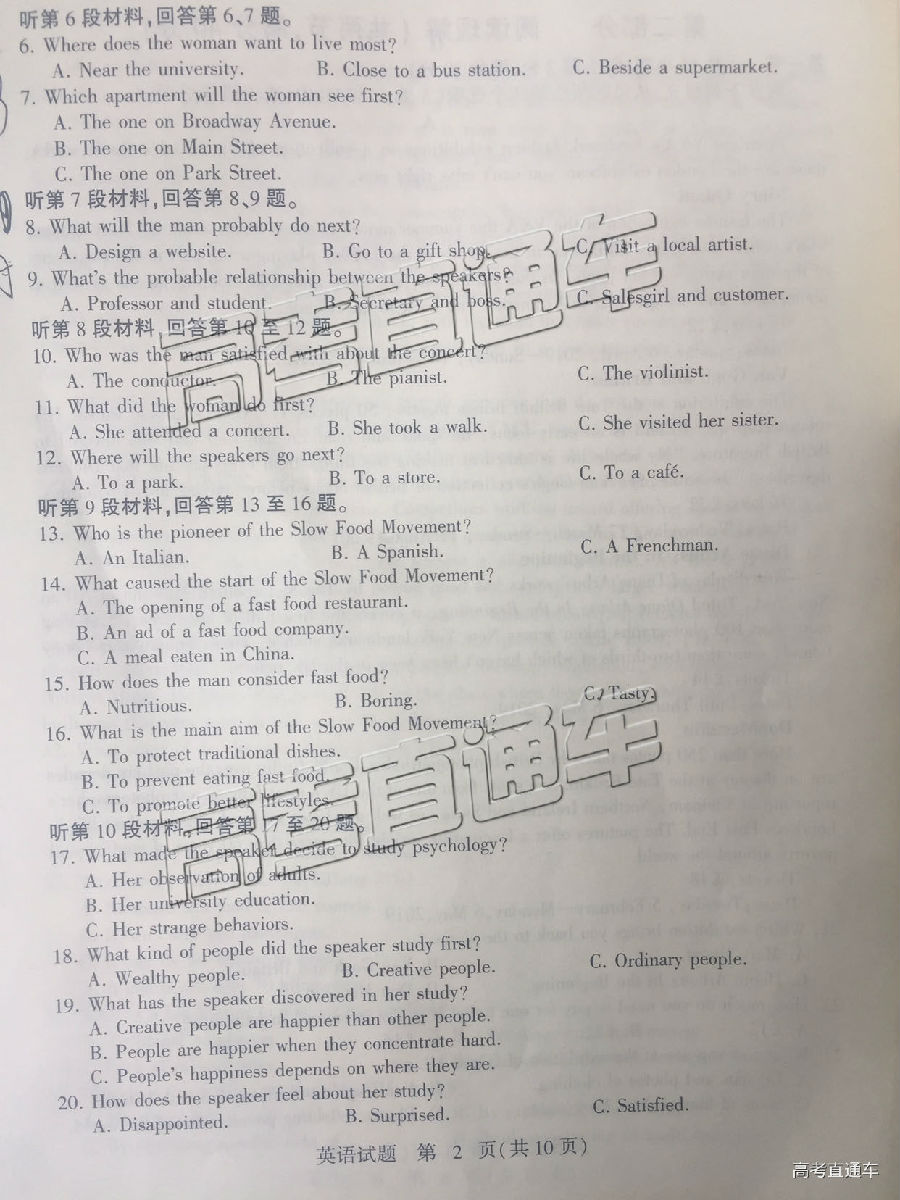 听第6段材料,回答第6、7题。
6. Where does the woman want to live most?
A. Near the university. B. Close to a bus station. C. Beside a supermarket.
7. Which apartment will the woman see first?
A. The one on Broadway Avenue.
B. The one on Main Street.
C. The one on Park Street.
听第7段材料,回答第8、9题。
8. What will the man probably do next?
A. Design a website. B. Go to a gift shop. C. Visit a local artist.
9. What's the probable relationship between the speakers?
A. Professor and student. B. Secretary and boss. C. Salesgirl and customer.
听第8段材料,回答第10至12题。
10. Who was the man satisfied with about the concert?
A. The conductor. B. The pianist. C. The violinist.
11. What did the woman do first?
A. She attended a concert. B. She took a walk. C. She visited her sister.
12. Where will the speakers go next?
A. To a park. B. To a store. C. To a café.
听第9段材料,回答第13至16题。
13. Who is the pioneer of the Slow Food Movement?
A. An Italian. B. A Spanish. C. A Frenchman.
14. What caused the start of the Slow Food Movement?
A. The opening of a fast food restaurant.
B. An ad of a fast food company.
C. A meal eaten in China.
15. How does the man consider fast food?
A. Nutritious. B. Boring. C. Tasty.
16. What is the main aim of the Slow Food Movement?
A. To protect traditional dishes.
B. To prevent eating fast food.
C. To promote better lifestyles.
听第10段材料,回答第17至20题。
17. What made the speaker decide to study psychology?
A. Her observation of adults.
B. Her university education.
C. Her strange behaviors.
18. What kind of people did the speaker study first?
A. Wealthy people. B. Creative people. C. Ordinary people.
19. What has the speaker discovered in her study?
A. Creative people are happier than other people.
B. People are happier when they concentrate hard.
C. People's happiness depends on where they are.
20. How does the speaker feel about her study?
A. Disappointed. B. Surprised. C. Satisfied.
英语试题 第2页(共10页)
高考直通车
高考直通车
高考直通车